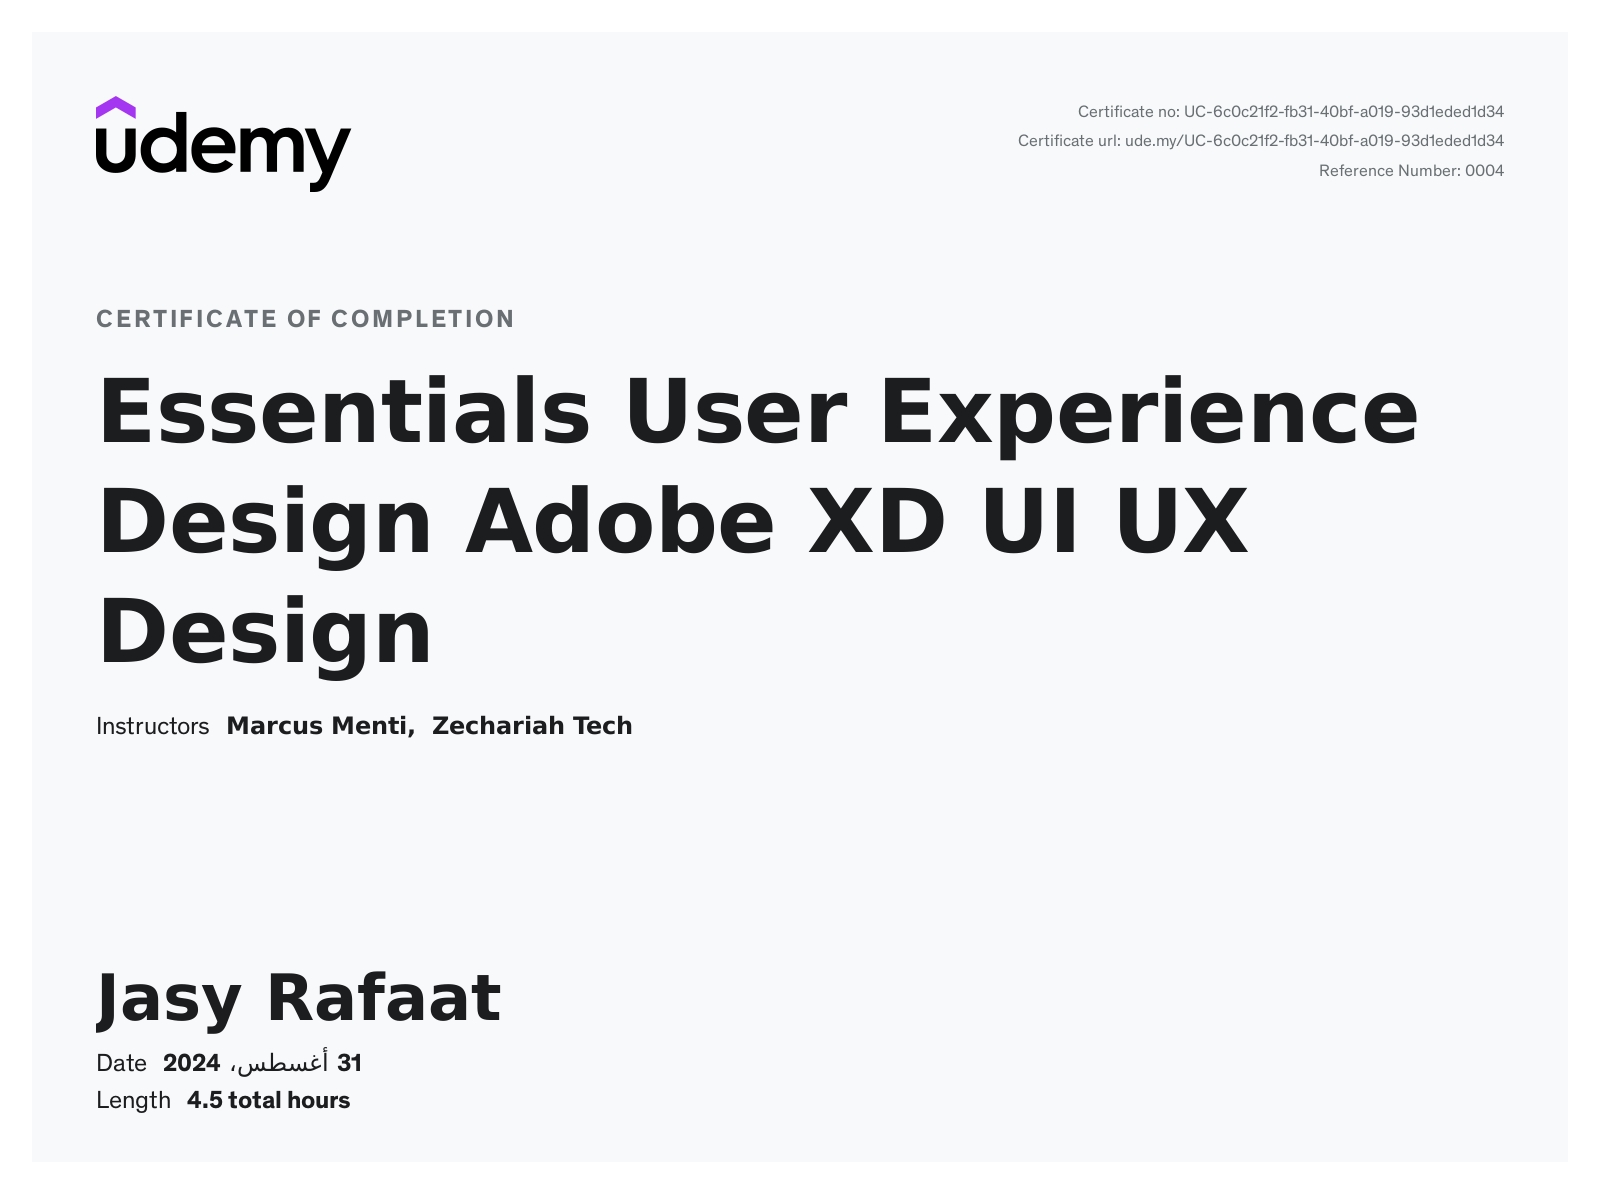 udemy
Certificate no: UC-6c0c21f2-fb31-40bf-a019-93d1eded1d34
Certificate url: ude.my/UC-6c0c21f2-fb31-40bf-a019-93d1eded1d34
Reference Number: 0004
CERTIFICATE OF COMPLETION
Essentials User Experience
Design Adobe XD UI UX
Design
Instructors Marcus Menti, Zechariah Tech
Jasy Rafaat
Date 31 أغسطس، 2024
Length 4.5 total hours